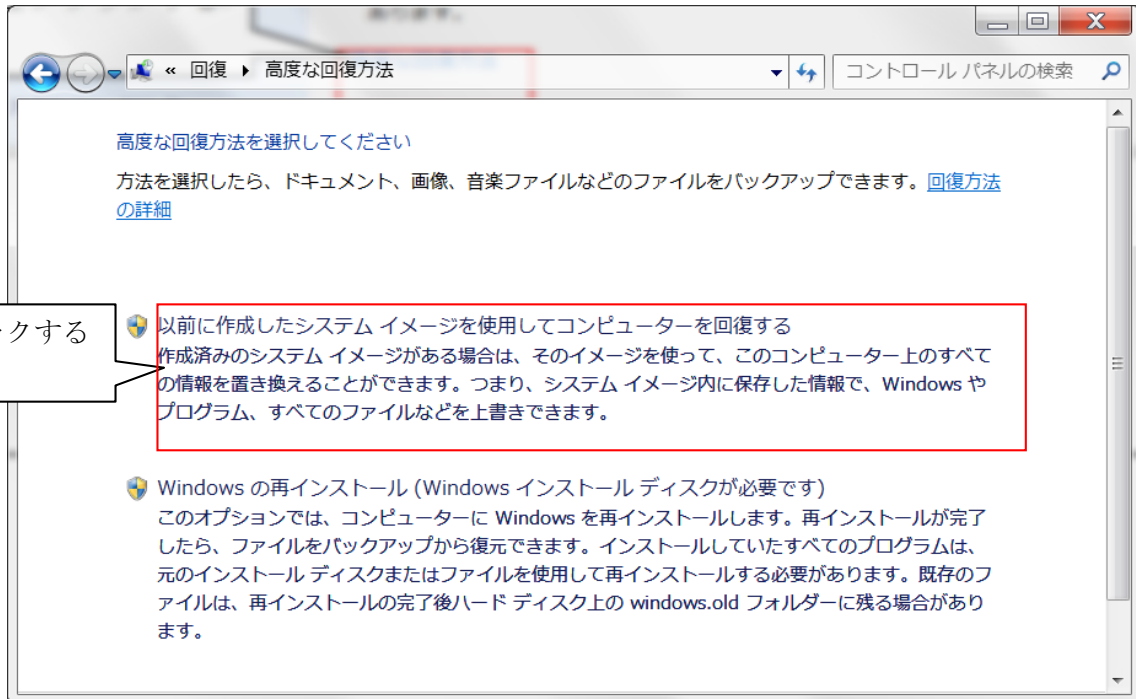 あります。
« 回復 ▸ 高度な回復方法
コントロール パネルの検索
高度な回復方法を選択してください
方法を選択したら、ドキュメント、画像、音楽ファイルなどのファイルをバックアップできます。回復方法
の詳細
クする
以前に作成したシステム イメージを使用してコンピューターを回復する
作成済みのシステム イメージがある場合は、そのイメージを使って、このコンピューター上のすべて
の情報を置き換えることができます。つまり、システム イメージ内に保存した情報で、Windows や
プログラム、すべてのファイルなどを上書きできます。
Windows の再インストール (Windows インストール ディスクが必要です)
このオプションでは、コンピューターに Windows を再インストールします。再インストールが完了
したら、ファイルをバックアップから復元できます。インストールしていたすべてのプログラムは、
元のインストール ディスクまたはファイルを使用して再インストールする必要があります。既存のフ
ァイルは、再インストールの完了後ハード ディスク上の windows.old フォルダーに残る場合があり
ます。